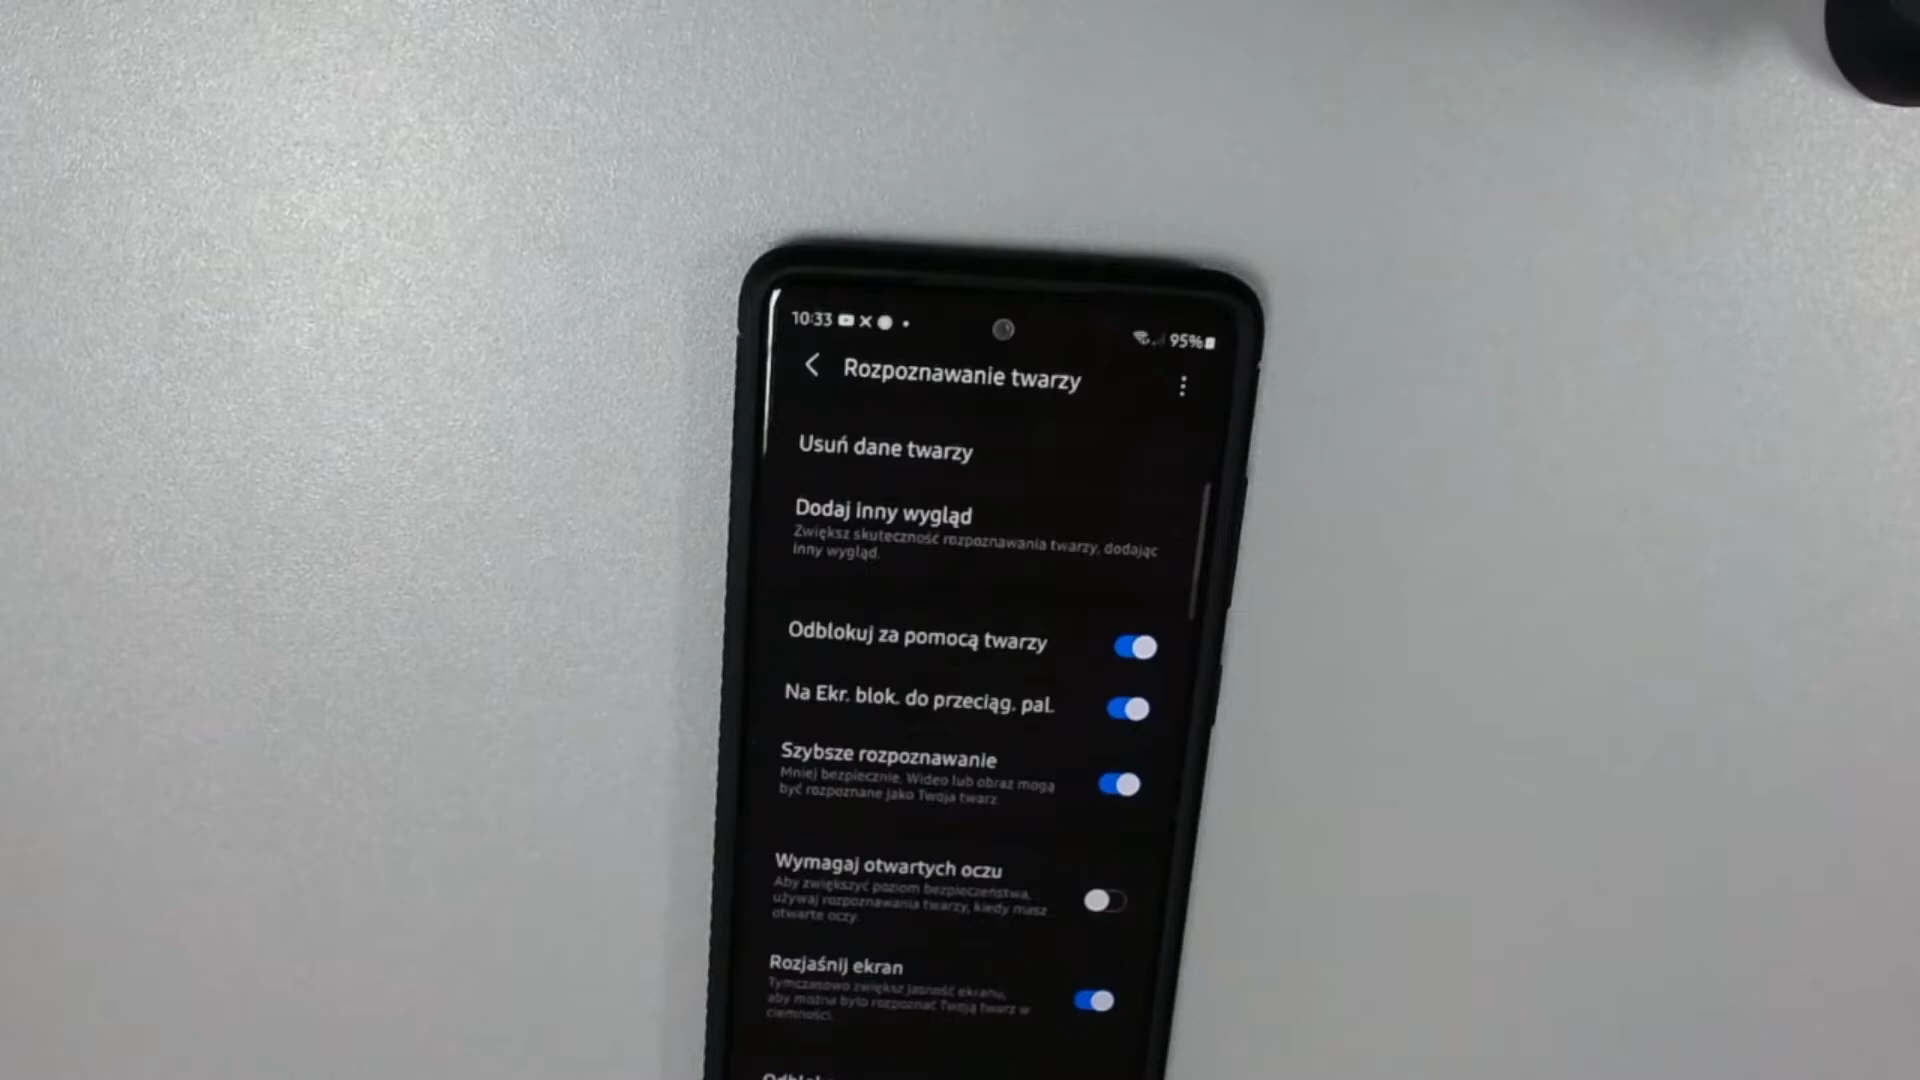 10:33 95%
Rozpoznawanie twarzy
Usuń dane twarzy
Dodaj inny wygląd
Zwiększ skuteczność rozpoznawania twarzy, dodając
inny wygląd.
Odblokuj za pomocą twarzy
Na Ekr. blok. do przeciąg. pal.
Szybsze rozpoznawanie
Mniej bezpiecznie. Wideo lub obraz mogą
być rozpoznane jako Twoja twarz.
Wymagaj otwartych oczu
Aby zwiększyć poziom bezpieczeństwa,
używaj rozpoznawania twarzy, kiedy masz
otwarte oczy.
Rozjaśnij ekran
Tymczasowo zwiększ jasność ekranu,
aby można było rozpoznać Twoją twarz w
ciemności.